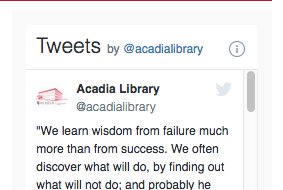 Tweets by @acadialibrary
Acadia Library
@acadialibrary
"We learn wisdom from failure much
more than from success. We often
discover what will do, by finding out
what will not do; and probably he